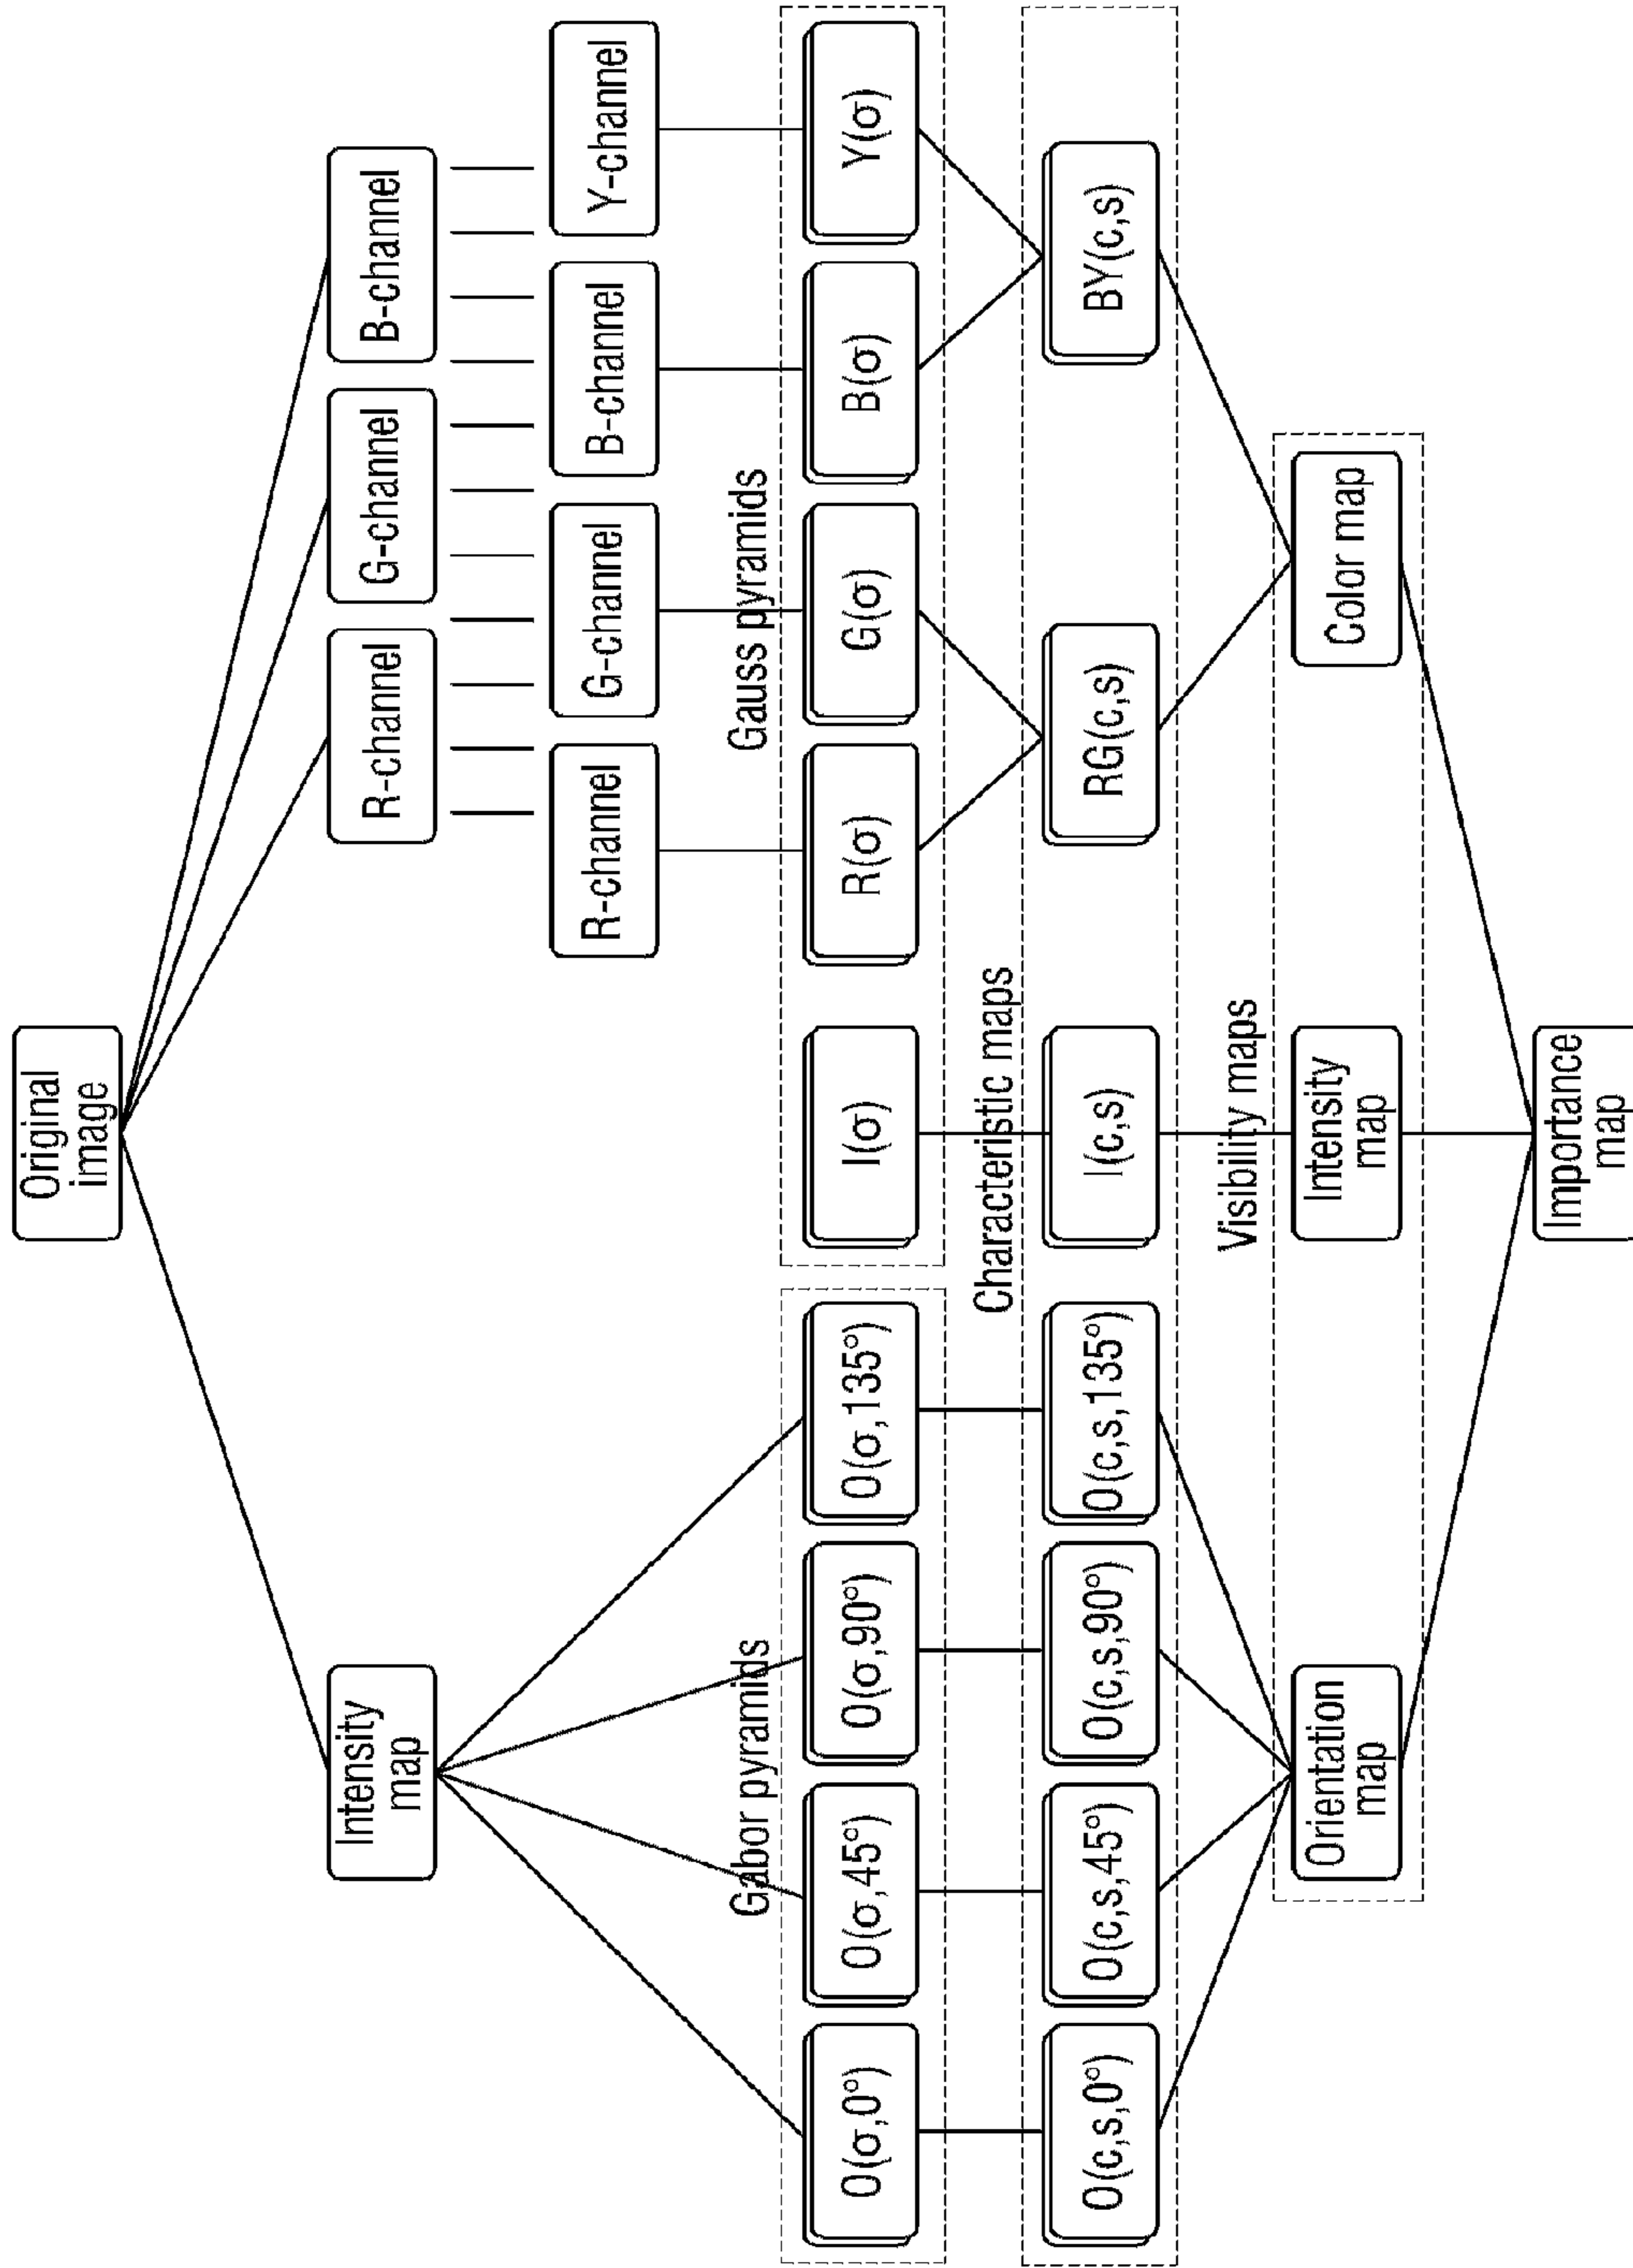 Original
image
Intensity
map
R-channel
G-channel
B-channel
R-channel
G-channel
B-channel
Y-channel
Gabor pyramids
Gauss pyramids
O(σ,0°)
O(σ,45°)
O(σ,90°)
O(σ,135°)
I(σ)
R(σ)
G(σ)
B(σ)
Y(σ)
Characteristic maps
O(c,s,0°)
O(c,s,45°)
O(c,s,90°)
O(c,s,135°)
I(c,s)
RG(c,s)
BY(c,s)
Visibility maps
Orientation
map
Intensity
map
Color map
Importance
map